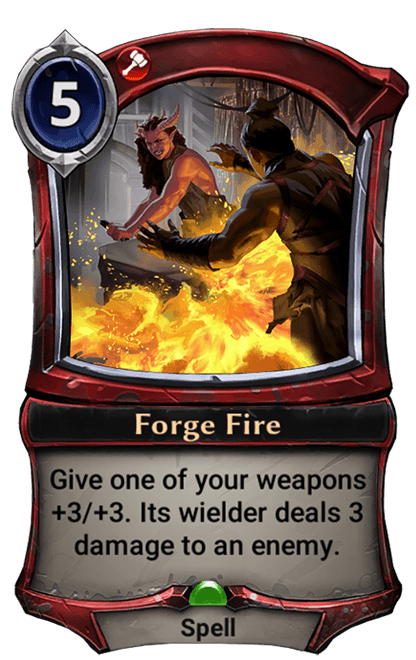 5
Forge Fire
Give one of your weapons
+3/+3. Its wielder deals 3
damage to an enemy.
Spell